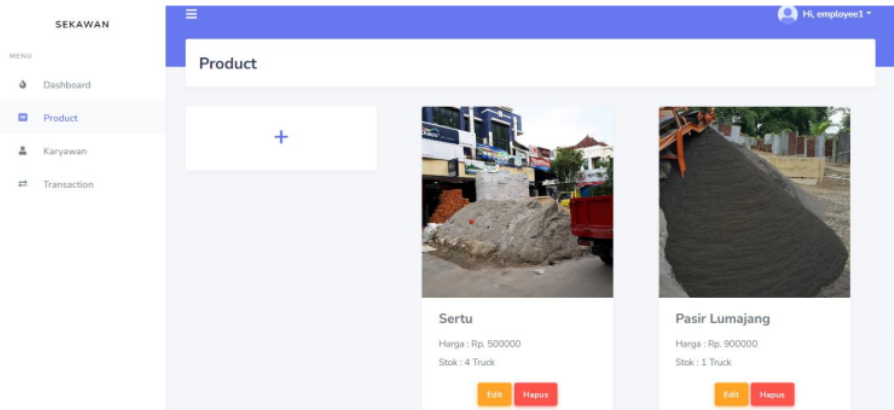 SEKAWAN
Hi, employee1
MENU
Product
Dashboard
Product
Karyawan
Transaction
+
Sertu
Harga : Rp. 500000
Stok : 4 Truck
Edit Hapus
Pasir Lumajang
Harga : Rp. 900000
Stok : 1 Truck
Edit Hapus